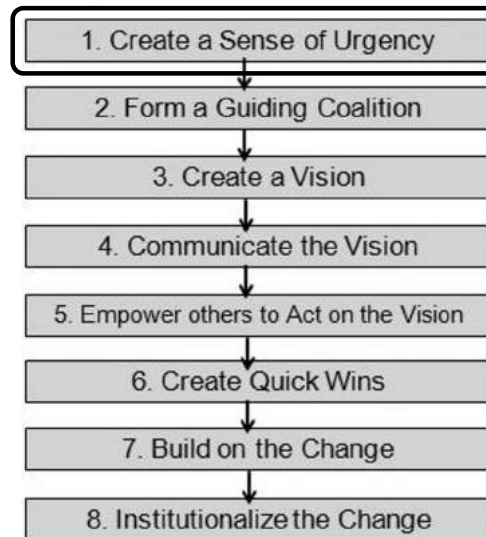 1. Create a Sense of Urgency
2. Form a Guiding Coalition
3. Create a Vision
4. Communicate the Vision
5. Empower others to Act on the Vision
6. Create Quick Wins
7. Build on the Change
8. Institutionalize the Change